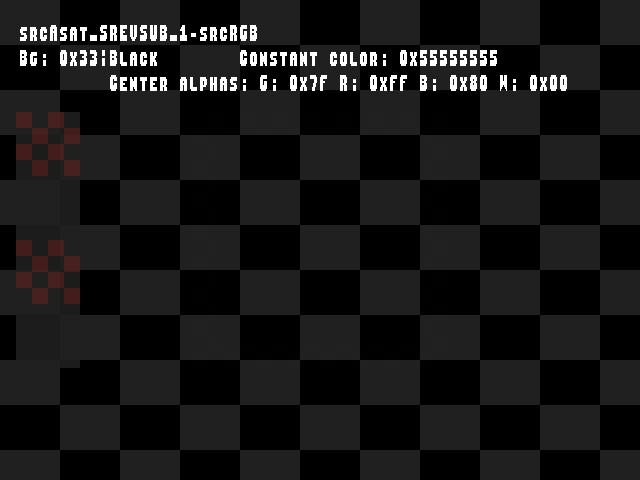 srcAsat_SREVSUB_1-srcRGB
Bg: 0x33¦Black Constant color: 0x55555555
Center alphas: G: 0x7f R: 0xff B: 0x80 W: 0x00